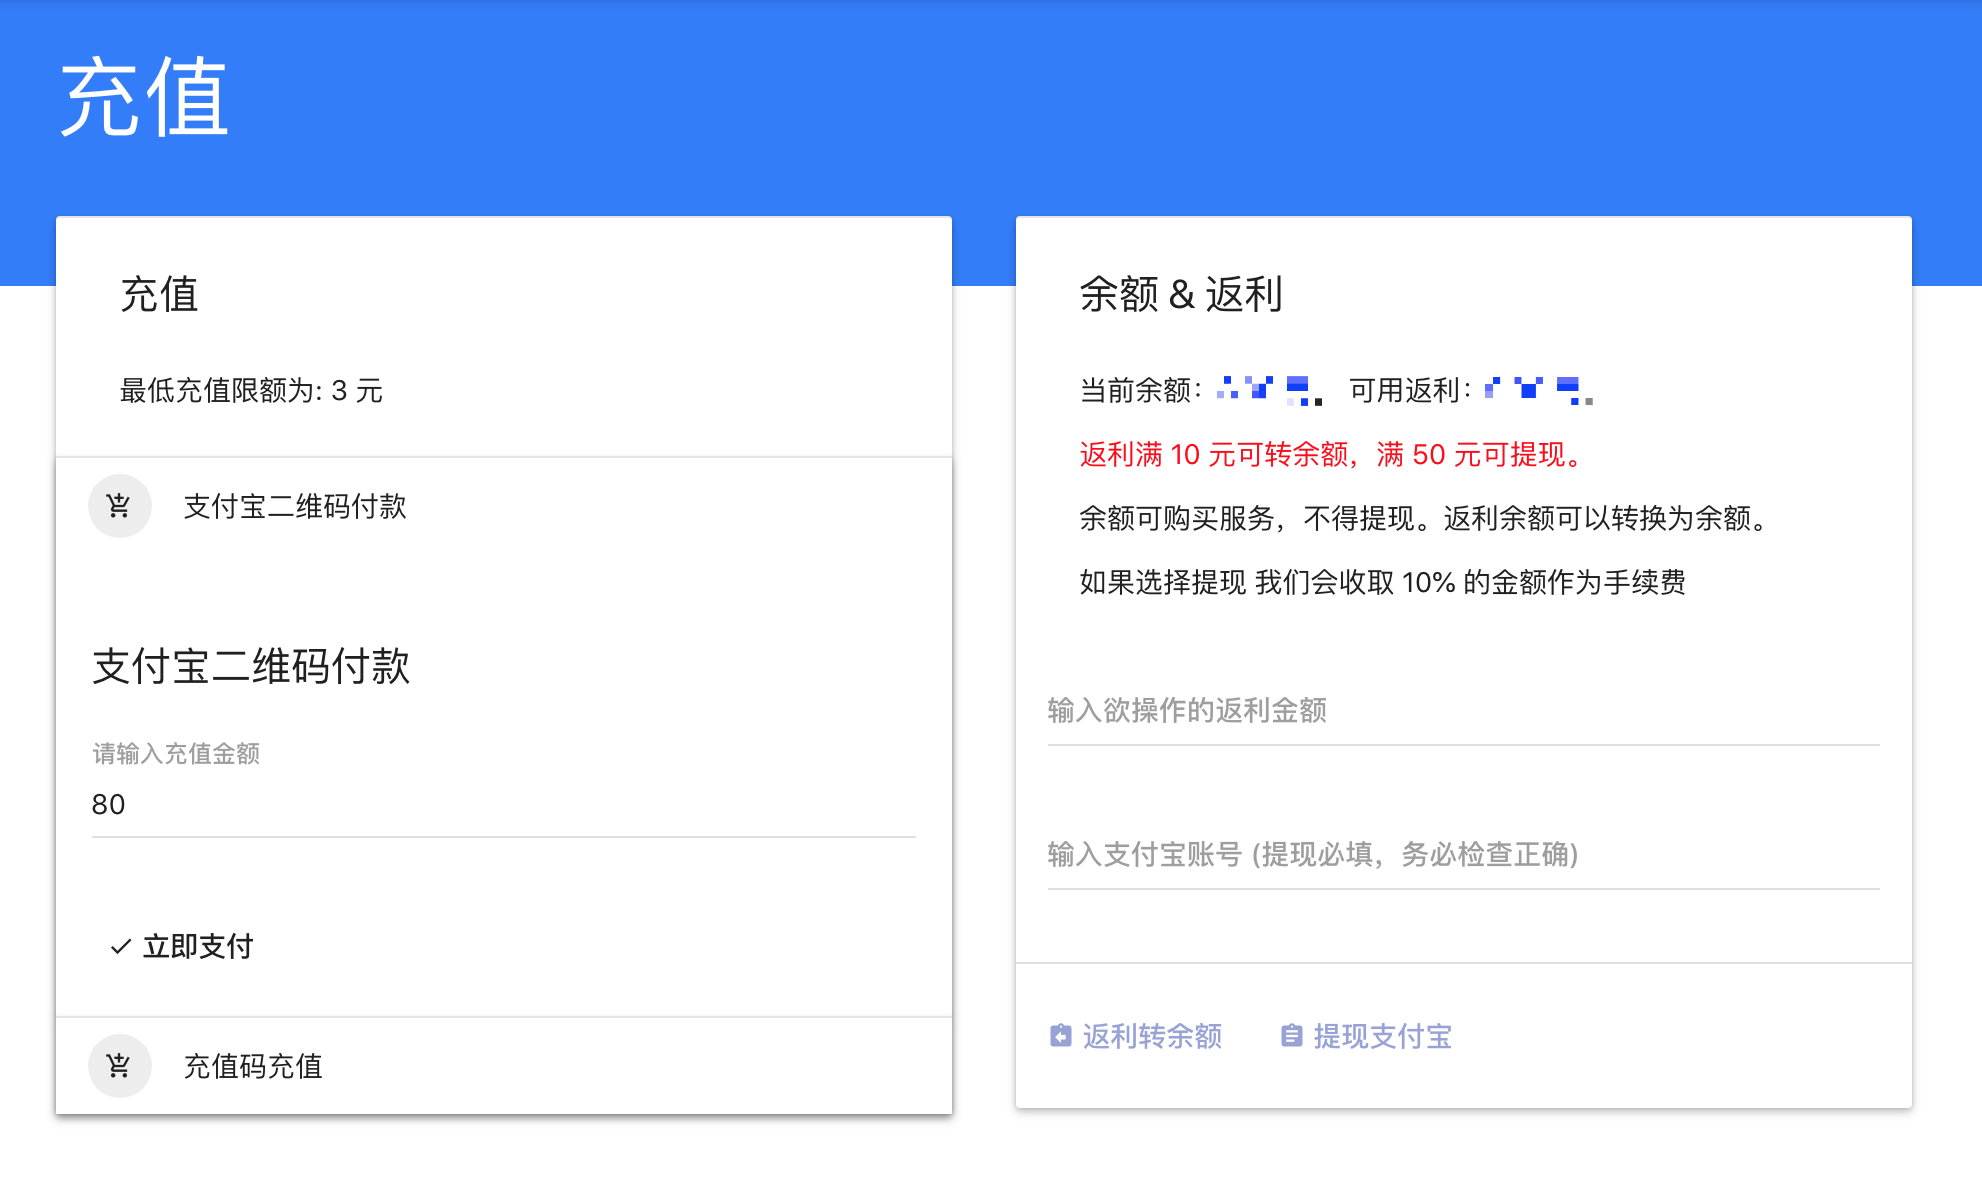 充值
充值
最低充值限额为: 3 元
支付宝二维码付款
支付宝二维码付款
请输入充值金额
80
立即支付
充值码充值
余额 & 返利
当前余额： 可用返利：
返利满 10 元可转余额，满 50 元可提现。
余额可购买服务，不得提现。返利余额可以转换为余额。
如果选择提现 我们会收取 10% 的金额作为手续费
输入欲操作的返利金额
输入支付宝账号 (提现必填，务必检查正确)
返利转余额 提现支付宝